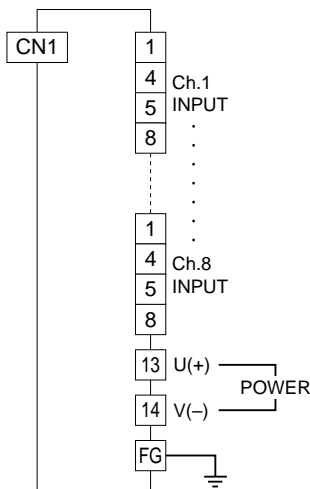 CN1
1
4
5
8
Ch.1
INPUT
1
4
5
8
Ch.8
INPUT
13 U(+)
POWER
14 V(–)
FG